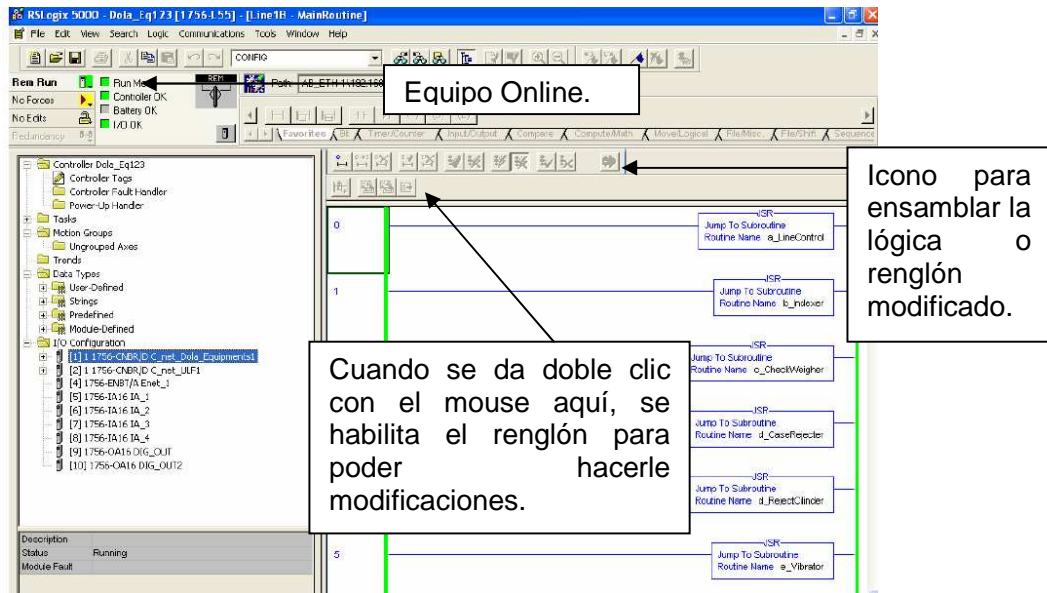 RSLogix 5000 - Dola_Eq123 [1756-L55] - [Line1B - MainRoutine]
File Edit View Search Logic Communications Tools Window Help
CONFIG
Rem Run
Run Mo
REM
Path: AB_ETH-1\192.168
No Forces
Controller OK
Battery OK
No Edits
I/O OK
Redundancy
Equipo Online.
Favorites Bit Timer/Counter Input/Output Compare Compute/Math Move/Logical File/Misc. File/Shift Sequence
Controller Dola_Eq123
Controller Tags
Controller Fault Handler
Power-Up Handler
Tasks
Motion Groups
Ungrouped Axes
Trends
Data Types
User-Defined
Strings
Predefined
Module-Defined
I/O Configuration
[1] 1 1756-CNBR/D C_net_Dola_Equipments1
[2] 1 1756-CNBR/D C_net_ULF1
[4] 1756-ENBT/A Enet_1
[5] 1756-IA16 IA_1
[6] 1756-IA16 IA_2
[7] 1756-IA16 IA_3
[8] 1756-IA16 IA_4
[9] 1756-OA16 DIG_OUT
[10] 1756-OA16 DIG_OUT2
Description
Status Running
Module Fault
0
JSR
Jump To Subroutine
Routine Name a_LineControl
1
JSR
Jump To Subroutine
Routine Name b_Indexer
JSR
Jump To Subroutine
Routine Name c_CheckWeigher
JSR
Jump To Subroutine
Routine Name d_CaseRejecter
JSR
Jump To Subroutine
Routine Name d_RejectClinder
5
JSR
Jump To Subroutine
Routine Name e_Vibrator
Icono para
ensamblar la
lógica o
renglón
modificado.
Cuando se da doble clic
con el mouse aquí, se
habilita el renglón para
poder hacerle
modificaciones.